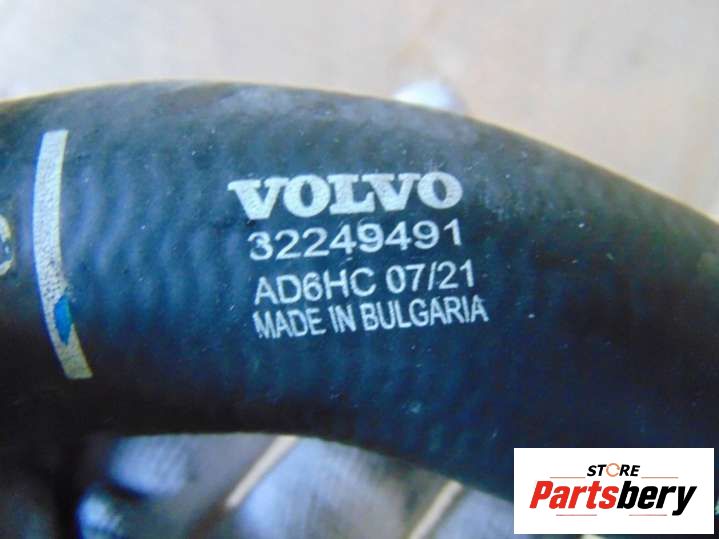 VOLVO
32249491
AD6HC 07/21
MADE IN BULGARIA
STORE
Partsbery